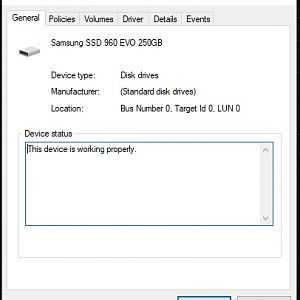 General Policies Volumes Driver Details Events
Samsung SSD 960 EVO 250GB
Device type: Disk drives
Manufacturer: (Standard disk drives)
Location: Bus Number 0, Target Id 0, LUN 0
Device status
This device is working properly.